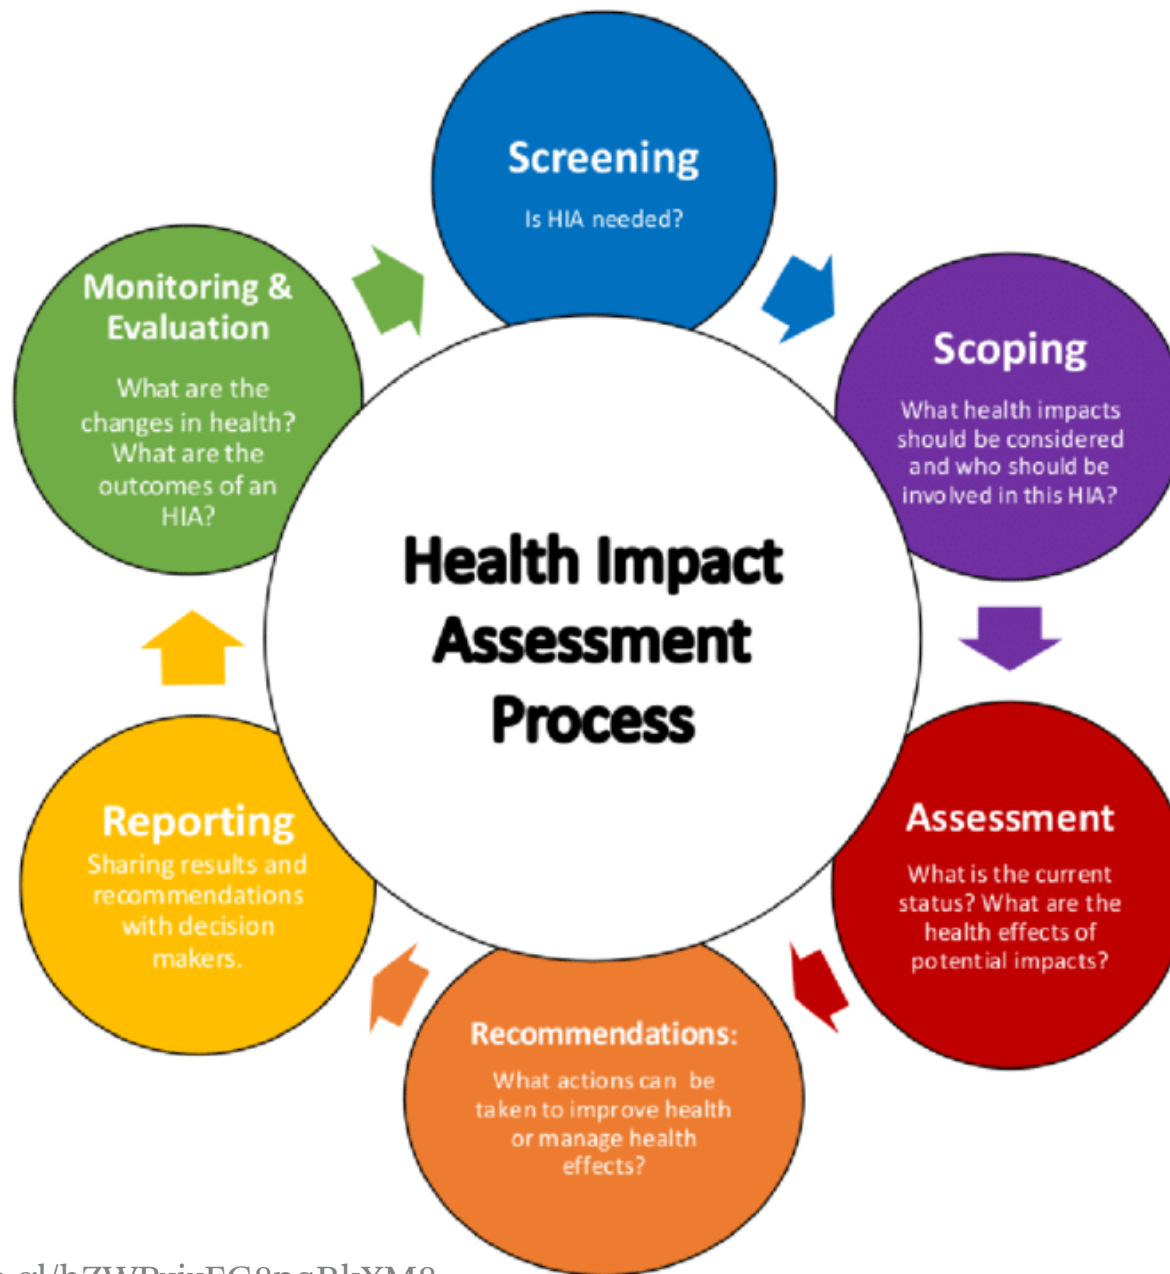 Screening
Is HIA needed?
Scoping
What health impacts
should be considered
and who should be
involved in this HIA?
Assessment
What is the current
status? What are the
health effects of
potential impacts?
Recommendations:
What actions can be
taken to improve health
or manage health
effects?
Reporting
Sharing results and
recommendations
with decision
makers.
Monitoring &
Evaluation
What are the
changes in health?
What are the
outcomes of an
HIA?
Health Impact
Assessment
Process